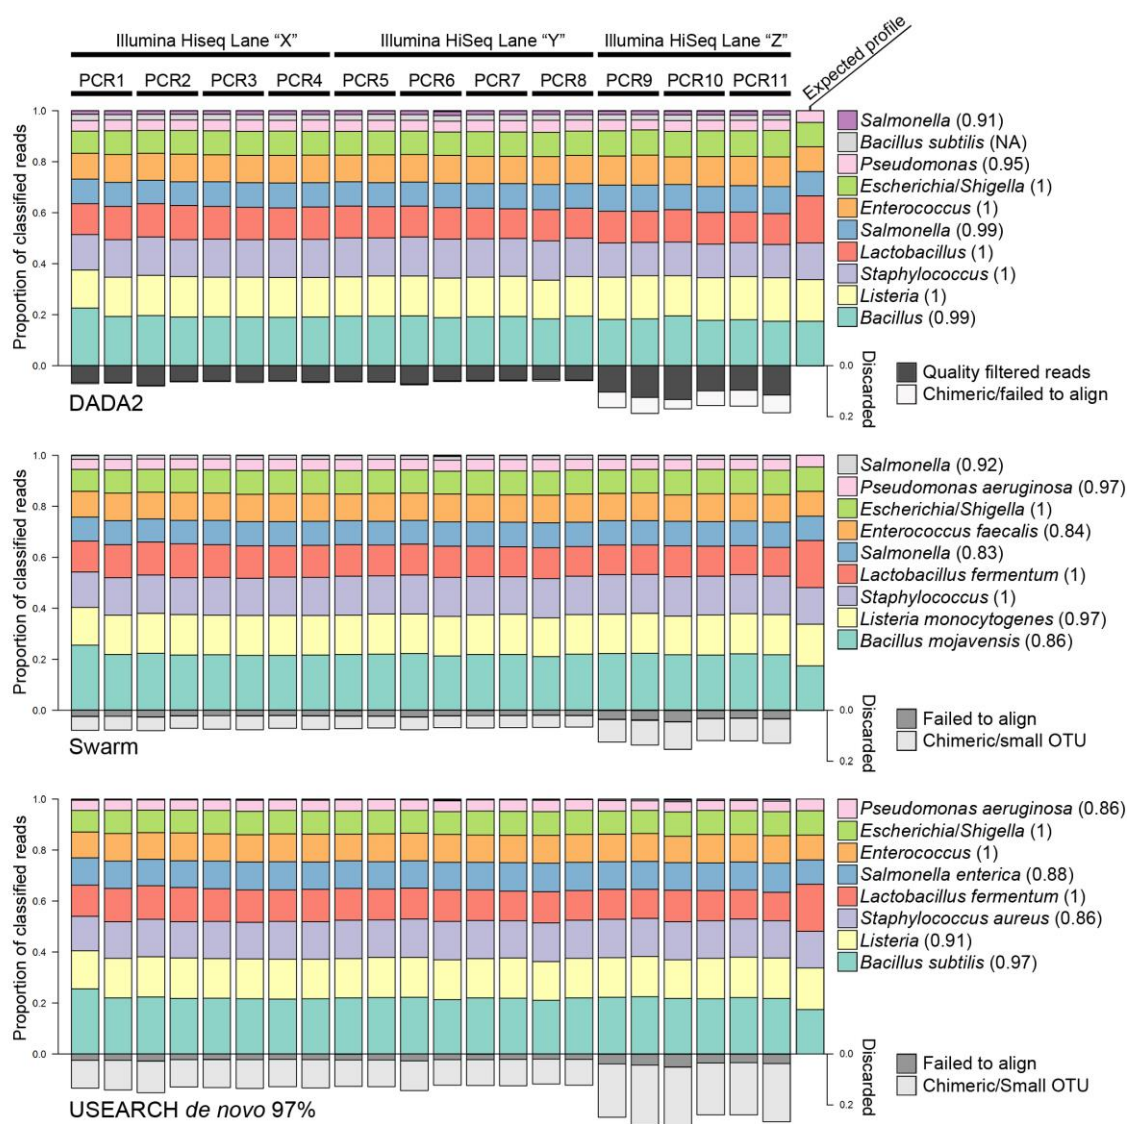 Illumina Hiseq Lane “X”
Illumina HiSeq Lane “Y”
Illumina HiSeq Lane “Z”
Expected profile
PCR1
PCR2
PCR3
PCR4
PCR5
PCR6
PCR7
PCR8
PCR9
PCR10
PCR11
Proportion of classified reads
1.0
0.8
0.6
0.4
0.2
0.0
Salmonella (0.91)
Bacillus subtilis (NA)
Pseudomonas (0.95)
Escherichia/Shigella (1)
Enterococcus (1)
Salmonella (0.99)
Lactobacillus (1)
Staphylococcus (1)
Listeria (1)
Bacillus (0.99)
0.0
0.2
Discarded
Quality filtered reads
Chimeric/failed to align
DADA2
Proportion of classified reads
1.0
0.8
0.6
0.4
0.2
0.0
Salmonella (0.92)
Pseudomonas aeruginosa (0.97)
Escherichia/Shigella (1)
Enterococcus faecalis (0.84)
Salmonella (0.83)
Lactobacillus fermentum (1)
Staphylococcus (1)
Listeria monocytogenes (0.97)
Bacillus mojavensis (0.86)
0.0
0.2
Discarded
Failed to align
Chimeric/small OTU
Swarm
Proportion of classified reads
1.0
0.8
0.6
0.4
0.2
0.0
Pseudomonas aeruginosa (0.86)
Escherichia/Shigella (1)
Enterococcus (1)
Salmonella enterica (0.88)
Lactobacillus fermentum (1)
Staphylococcus aureus (0.86)
Listeria (0.91)
Bacillus subtilis (0.97)
0.0
0.2
Discarded
Failed to align
Chimeric/Small OTU
USEARCH de novo 97%